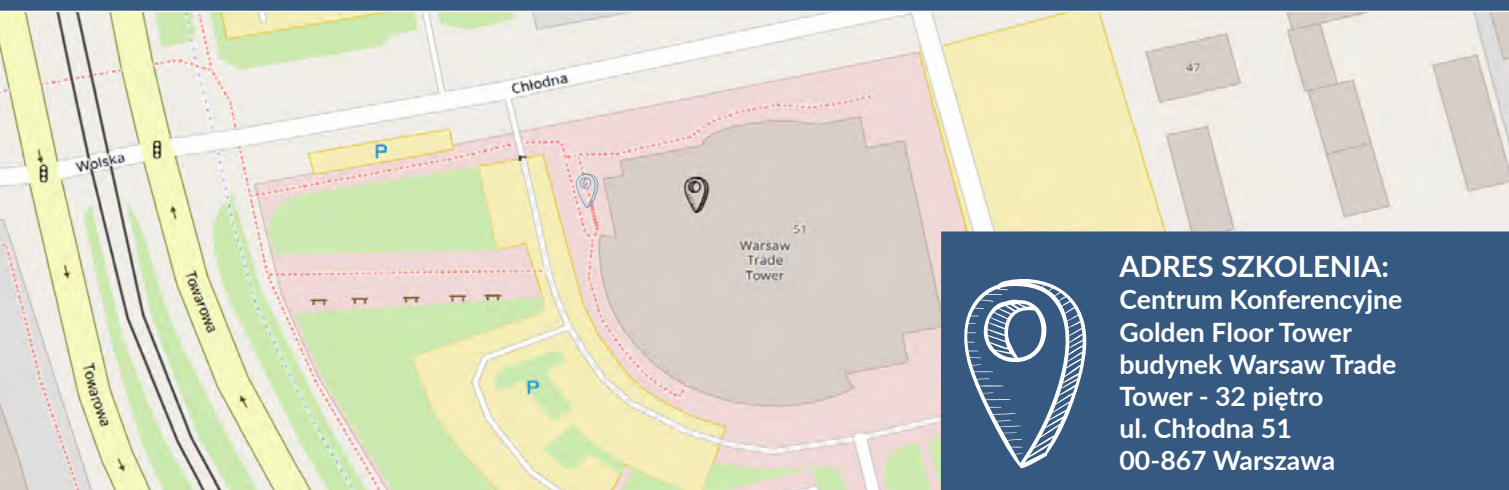 Chłodna
47
P
Wolska
51
Warsaw
Trade
Tower
Towarowa
Towarowa
P
ADRES SZKOLENIA:
Centrum Konferencyjne
Golden Floor Tower
budynek Warsaw Trade
Tower - 32 piętro
ul. Chłodna 51
00-867 Warszawa